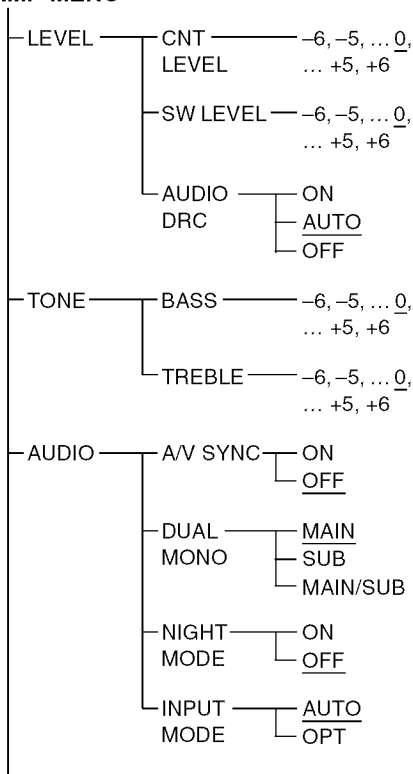 LEVEL CNT LEVEL –6, –5, ... 0, ... +5, +6
SW LEVEL –6, –5, ... 0, ... +5, +6
AUDIO DRC ON
AUTO
OFF
TONE BASS –6, –5, ... 0, ... +5, +6
TREBLE –6, –5, ... 0, ... +5, +6
AUDIO A/V SYNC ON
OFF
DUAL MONO MAIN
SUB
MAIN/SUB
NIGHT MODE ON
OFF
INPUT MODE AUTO
OPT